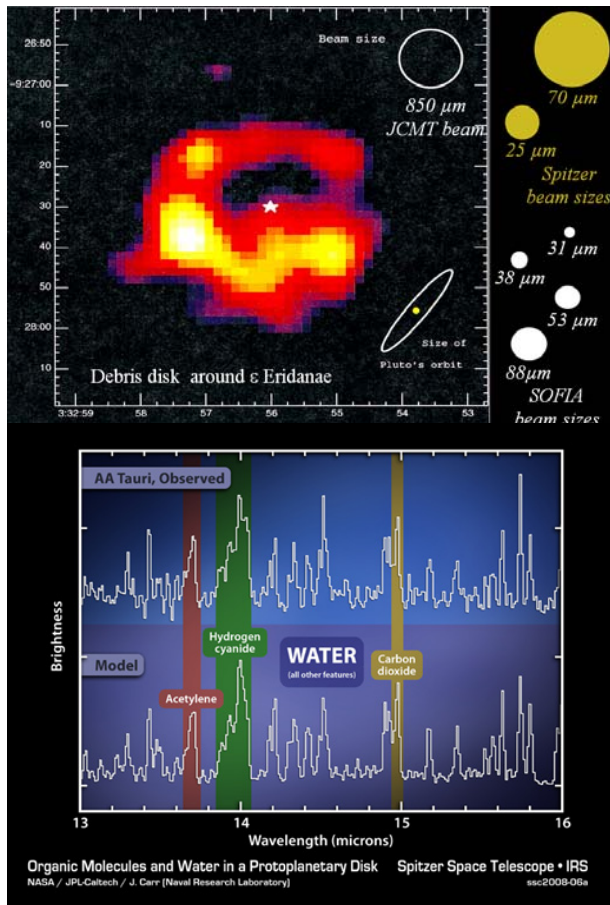 26:50
-9:27:00
10
20
30
40
50
28:00
10
3:32:59
58
57
56
55
54
53
Beam size
850 µm
JCMT beam
Size of
Pluto's orbit
Debris disk around ε Eridanae
70 µm
25 µm
Spitzer
beam sizes
31 µm
38 µm
53 µm
88µm
SOFIA
beam sizes
AA Tauri, Observed
Brightness
Hydrogen
cyanide
WATER
(all other features)
Carbon
dioxide
Model
Acetylene
13
14
15
16
Wavelength (microns)
Organic Molecules and Water in a Protoplanetary Disk
Spitzer Space Telescope • IRS
NASA / JPL-Caltech / J. Carr (Naval Research Laboratory)
ssc2008-06a